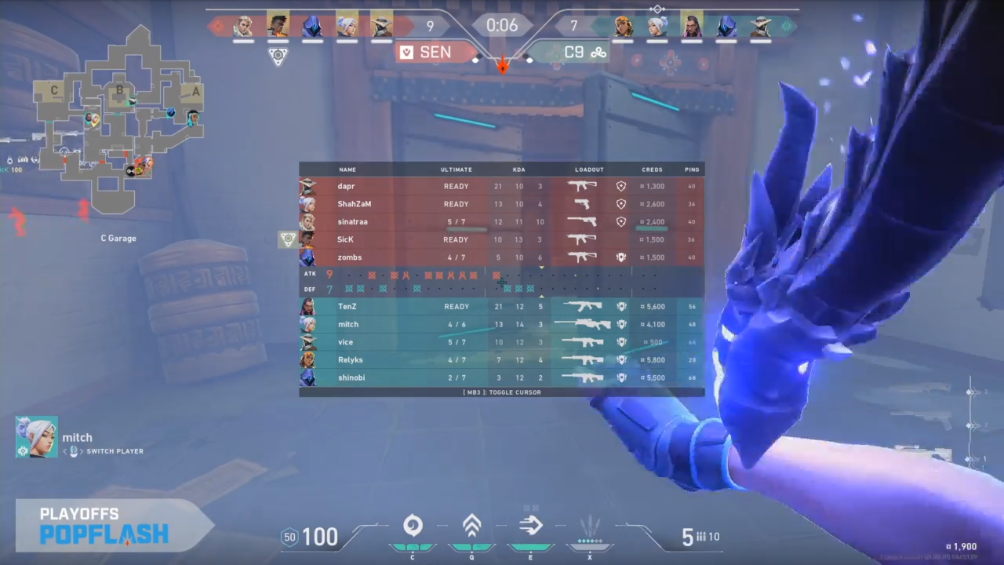 9 0:06 7
SEN C9
C B A
C Garage
NAME ULTIMATE KDA LOADOUT CREDS PING
dapr READY 21 10 3 1,300 40
ShahZaM READY 13 10 4 2,600 36
sinatraa 5 / 7 12 11 10 2,400 40
SicK READY 10 13 3 1,500 36
zombs 4 / 7 5 10 6 1,500 40
ATK 9
DEF 7
TenZ READY 21 12 5 5,600
mitch 4 / 6 13 14 3 4,100 48
vice 5 / 7 10 12 3 500
Relyks 4 / 7 7 12 4 5,800 28
shinobi 2 / 7 3 12 2 5,500
[ MB3 ]: TOGGLE CURSOR
mitch
SWITCH PLAYER
PLAYOFFS
POPFLASH
50 100
C Q E X
5 10
1,900